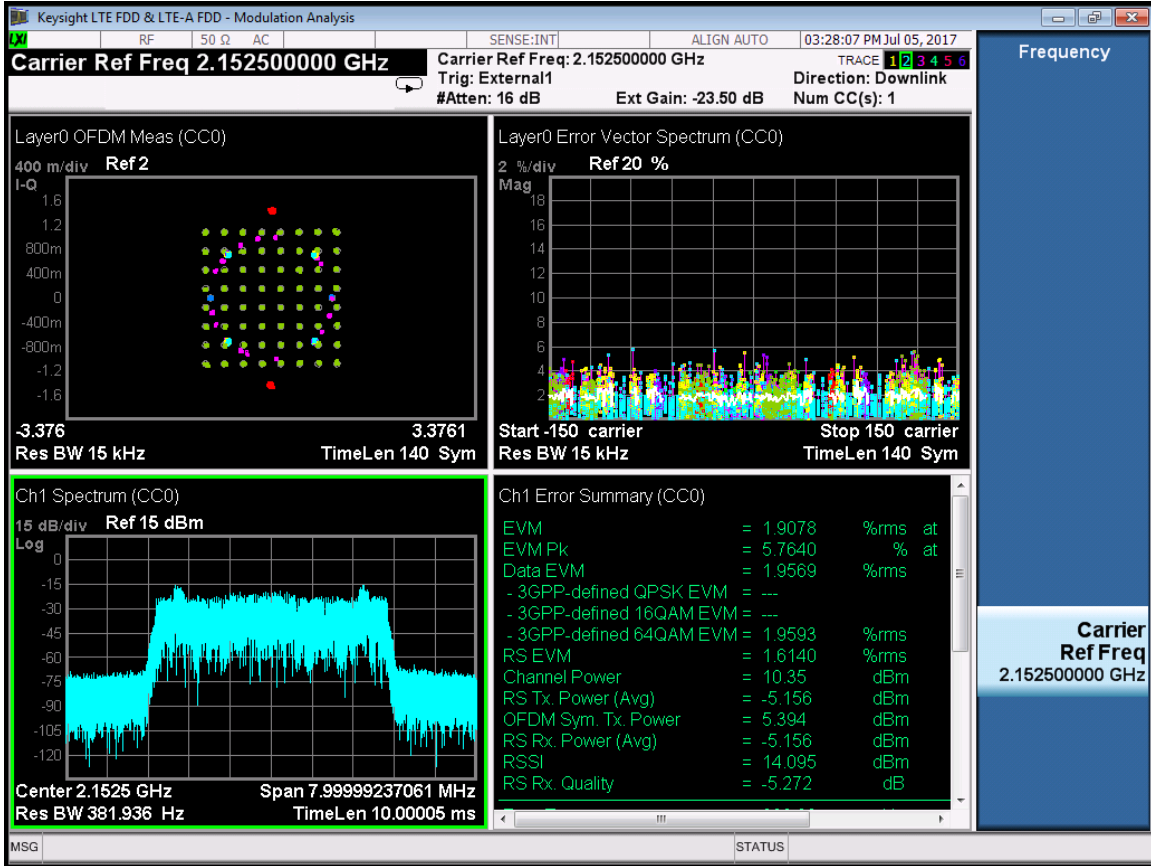 Keysight LTE FDD & LTE-A FDD - Modulation Analysis
LXI RF 50 Ω AC SENSE:INT ALIGN AUTO 03:28:07 PM Jul 05, 2017
Carrier Ref Freq 2.152500000 GHz
Carrier Ref Freq: 2.152500000 GHz
Trig: External1
#Atten: 16 dB Ext Gain: -23.50 dB
TRACE 1 2 3 4 5 6
Direction: Downlink
Num CC(s): 1
Frequency
Layer0 OFDM Meas (CC0)
400 m/div Ref 2
I-Q
1.6
1.2
800m
400m
0
-400m
-800m
-1.2
-1.6
-3.376 3.3761
Res BW 15 kHz TimeLen 140 Sym
Layer0 Error Vector Spectrum (CC0)
2 %/div Ref 20 %
Mag
18
16
14
12
10
8
6
4
2
Start -150 carrier Stop 150 carrier
Res BW 15 kHz TimeLen 140 Sym
Ch1 Spectrum (CC0)
15 dB/div Ref 15 dBm
Log
0
-15
-30
-45
-60
-75
-90
-105
-120
Center 2.1525 GHz Span 7.99999237061 MHz
Res BW 381.936 Hz TimeLen 10.00005 ms
Ch1 Error Summary (CC0)
EVM = 1.9078 %rms at
EVM Pk = 5.7640 % at
Data EVM = 1.9569 %rms
- 3GPP-defined QPSK EVM = ---
- 3GPP-defined 16QAM EVM = ---
- 3GPP-defined 64QAM EVM = 1.9593 %rms
RS EVM = 1.6140 %rms
Channel Power = 10.35 dBm
RS Tx. Power (Avg) = -5.156 dBm
OFDM Sym. Tx. Power = 5.394 dBm
RS Rx. Power (Avg) = -5.156 dBm
RSSI = 14.095 dBm
RS Rx. Quality = -5.272 dB
Carrier
Ref Freq
2.152500000 GHz
MSG STATUS